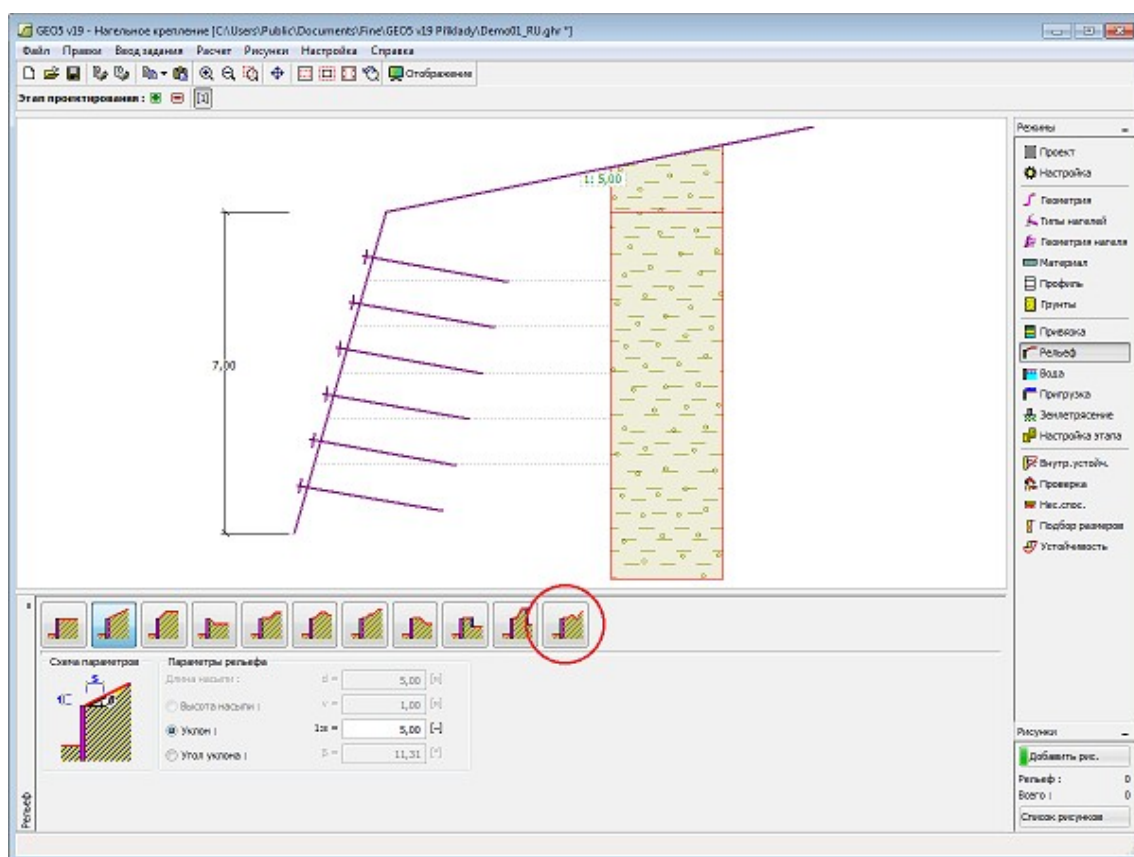 GEO5 v19 - Нагельное крепление [C:\Users\Public\Documents\Fine\GEO5 v19 Příklady\Demo01_RU.ghr *]
Файл Правки Ввод задания Расчет Рисунки Настройка Справка
Отображение
Этап проектирования : [1]
Режимы
Проект
Настройка
Геометрия
Типы нагелей
Геометрия нагеля
Материал
Профиль
Грунты
Привязка
Рельеф
Вода
Пригрузка
Землетрясение
Настройка этапа
Внутр.устойч.
Проверка
Нес.спос.
Подбор размеров
Устойчивость
1: 5,00
7,00
Схема параметров
Параметры рельефа
Длина насыпи : d = 5,00 [м]
Высота насыпи : v = 1,00 [м]
Уклон : 1:s = 5,00 [-]
Угол уклона : β = 11,31 [°]
Рельеф
Рисунки
Добавить рис.
Рельеф : 0
Всего : 0
Список рисунков